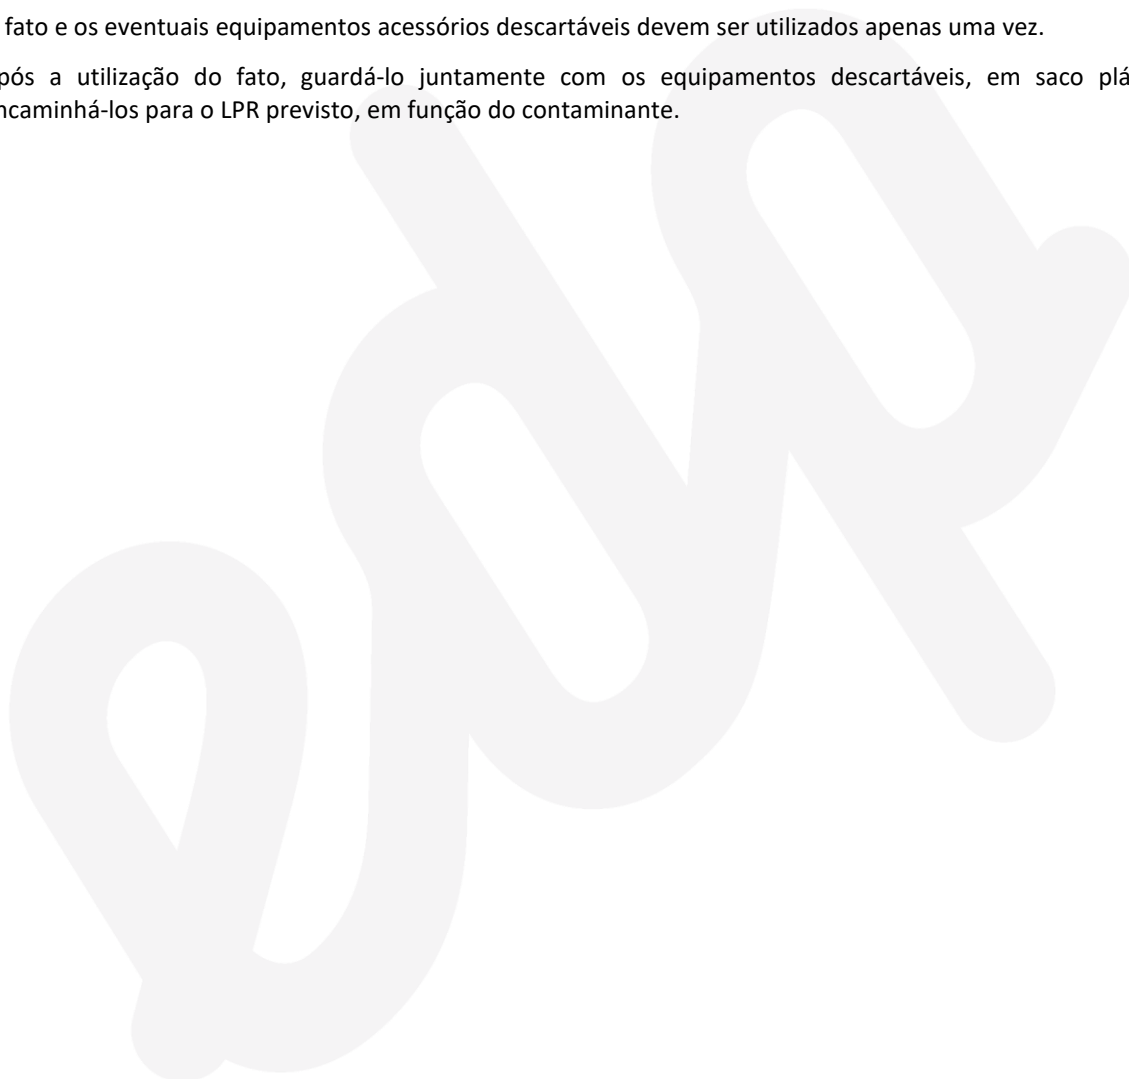 fato e os eventuais equipamentos acessórios descartáveis devem ser utilizados apenas uma vez.
pós a utilização do fato, guardá-lo juntamente com os equipamentos descartáveis, em saco plá
ncaminhá-los para o LPR previsto, em função do contaminante.
edp